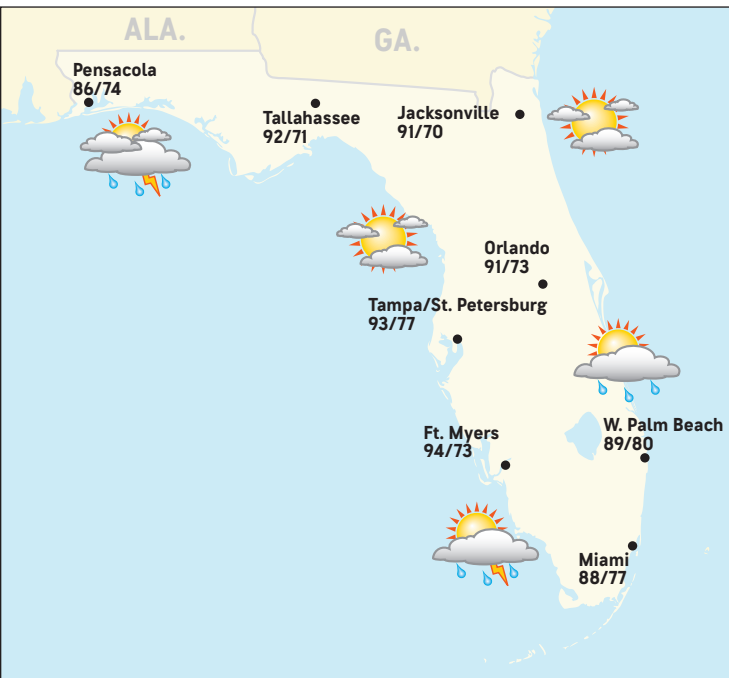 ALA.
GA.
Pensacola
86/74
Tallahassee
92/71
Jacksonville
91/70
Orlando
91/73
Tampa/St. Petersburg
93/77
Ft. Myers
94/73
W. Palm Beach
89/80
Miami
88/77